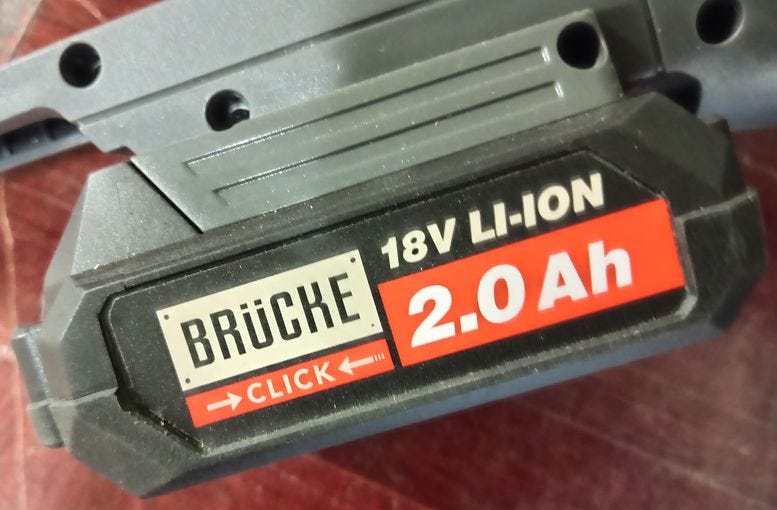 BRÜCKE
→CLICK←
18V LI-ION
2.0 Ah